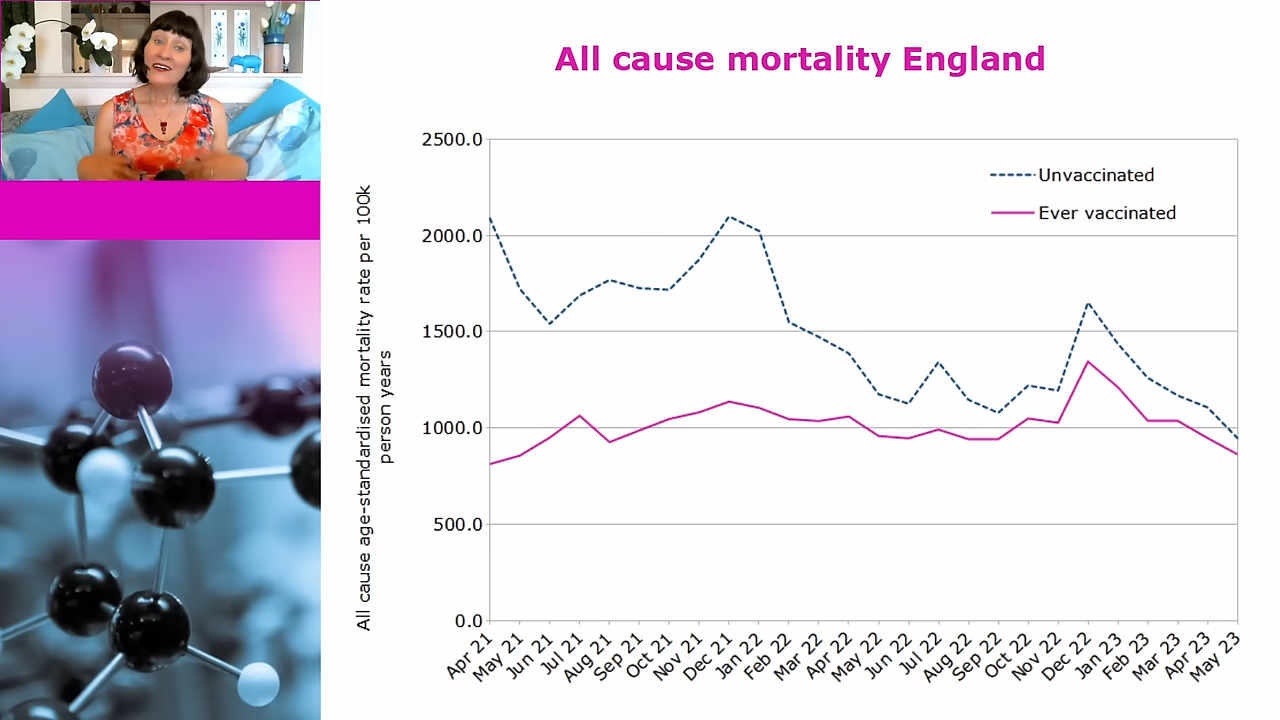 All cause mortality England
All cause age-standardised mortality rate per 100k
person years
2500.0
2000.0
1500.0
1000.0
500.0
0.0
Unvaccinated
Ever vaccinated
Apr 21
May 21
Jun 21
Jul 21
Aug 21
Sep 21
Oct 21
Nov 21
Dec 21
Jan 22
Feb 22
Mar 22
Apr 22
May 22
Jun 22
Jul 22
Aug 22
Sep 22
Oct 22
Nov 22
Dec 22
Jan 23
Feb 23
Mar 23
Apr 23
May 23